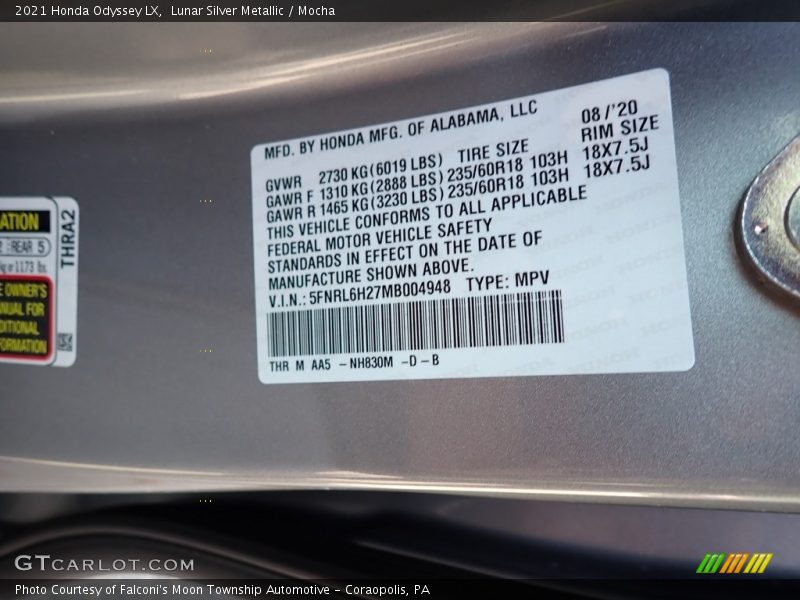 2021 Honda Odyssey LX,  Lunar Silver Metallic / Mocha
MFD. BY HONDA MFG. OF ALABAMA, LLC 08/'20
GVWR 2730 KG (6019 LBS) TIRE SIZE RIM SIZE
GAWR F 1310 KG (2888 LBS) 235/60R18 103H 18X7.5J
GAWR R 1465 KG (3230 LBS) 235/60R18 103H 18X7.5J
THIS VEHICLE CONFORMS TO ALL APPLICABLE
FEDERAL MOTOR VEHICLE SAFETY
STANDARDS IN EFFECT ON THE DATE OF
MANUFACTURE SHOWN ABOVE.
V.I.N.: 5FNRL6H27MB004948 TYPE: MPV
THR M AA5 -NH830M -D-B
ATION
REAR 5
1173 lbs
OWNER'S
FOR
THRA2
GTCARLOT.COM
Photo Courtesy of Falconi's Moon Township Automotive - Coraopolis, PA